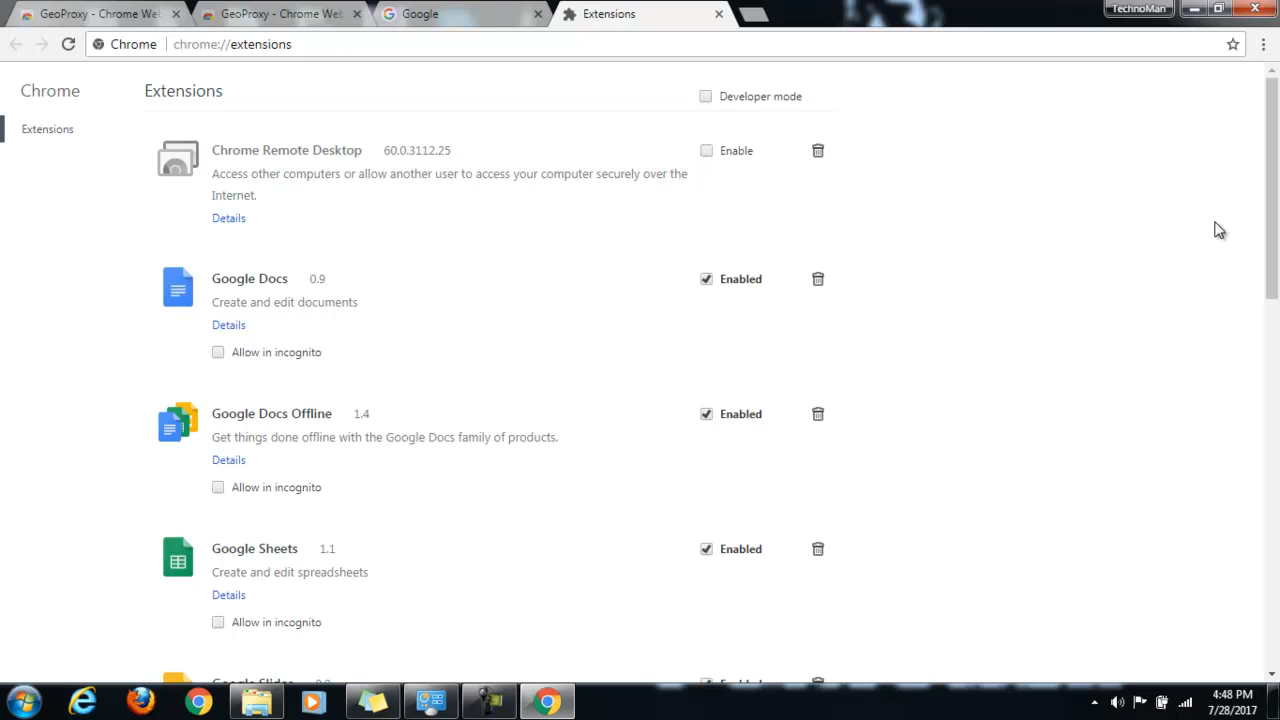 GeoProxy - Chrome Web
GeoProxy - Chrome Web
Google
Extensions
TechnoMan
Chrome
chrome://extensions
Chrome
Extensions
Extensions
Developer mode
Chrome Remote Desktop 60.0.3112.25
Enable
Access other computers or allow another user to access your computer securely over the
Internet.
Details
Google Docs 0.9
Enabled
Create and edit documents
Details
Allow in incognito
Google Docs Offline 1.4
Enabled
Get things done offline with the Google Docs family of products.
Details
Allow in incognito
Google Sheets 1.1
Enabled
Create and edit spreadsheets
Details
Allow in incognito
Google Slides
4:48 PM
7/28/2017